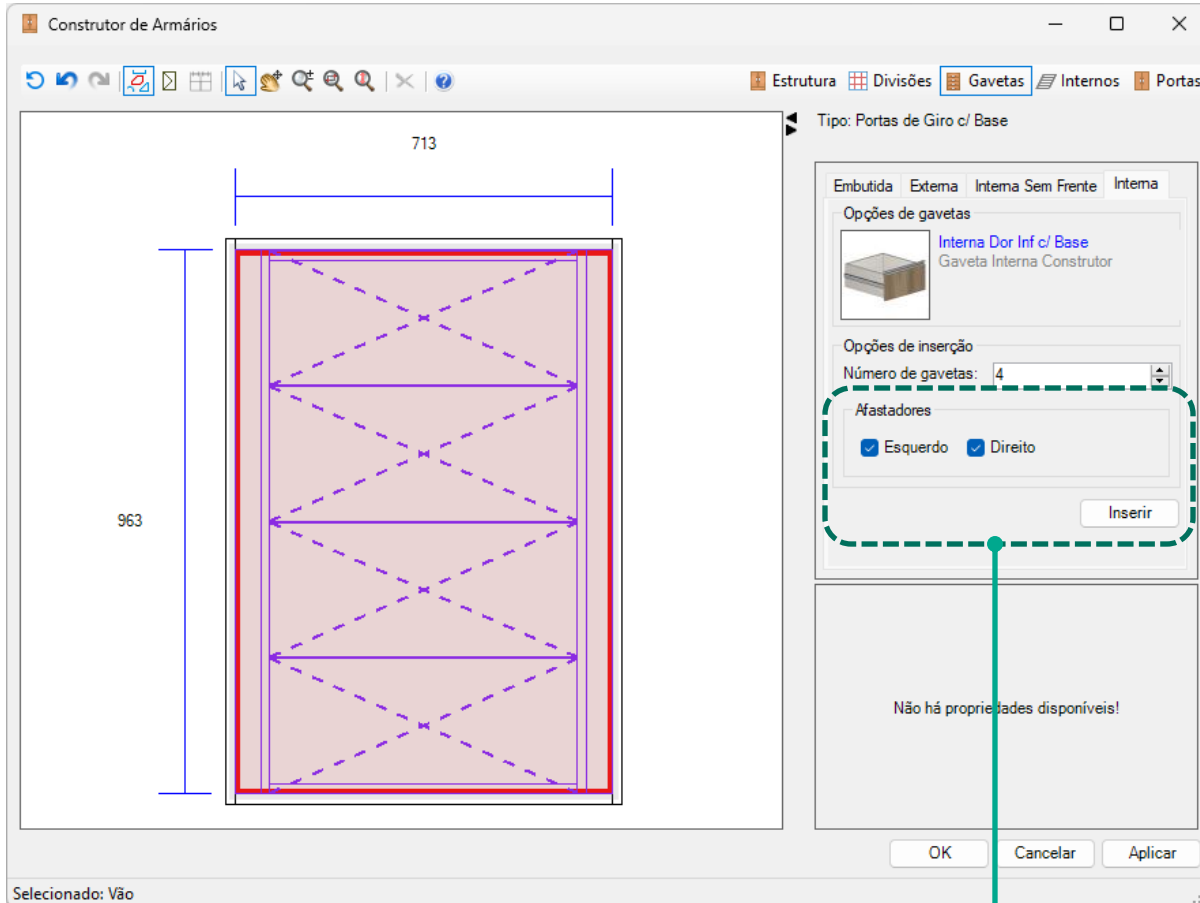 Construtor de Armários
Estrutura Divisões Gavetas Internos Portas
Tipo: Portas de Giro c/ Base
713
963
Embutida Externa Interna Sem Frente Interna
Opções de gavetas
Interna Dor Inf c/ Base
Gaveta Interna Construtor
Opções de inserção
Número de gavetas: 4
Afastadores
Esquerdo Direito
Inserir
Não há propriedades disponíveis!
OK Cancelar Aplicar
Selecionado: Vão